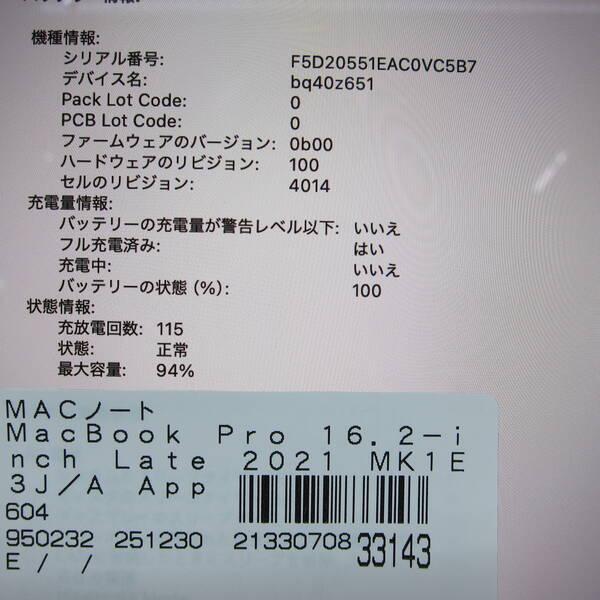 機種情報:
シリアル番号: F5D20551EAC0VC5B7
デバイス名: bq40z651
Pack Lot Code: 0
PCB Lot Code: 0
ファームウェアのバージョン: 0b00
ハードウェアのリビジョン: 100
セルのリビジョン: 4014
充電量情報:
バッテリーの充電量が警告レベル以下: いいえ
フル充電済み: はい
充電中: いいえ
バッテリーの状態（%）: 100
状態情報:
充放電回数: 115
状態: 正常
最大容量: 94%
MACノート
MacBook Pro 16.2-i
nch Late 2021 MK1E
3J/A App
604
950232 251230 21330708 33143
E / /